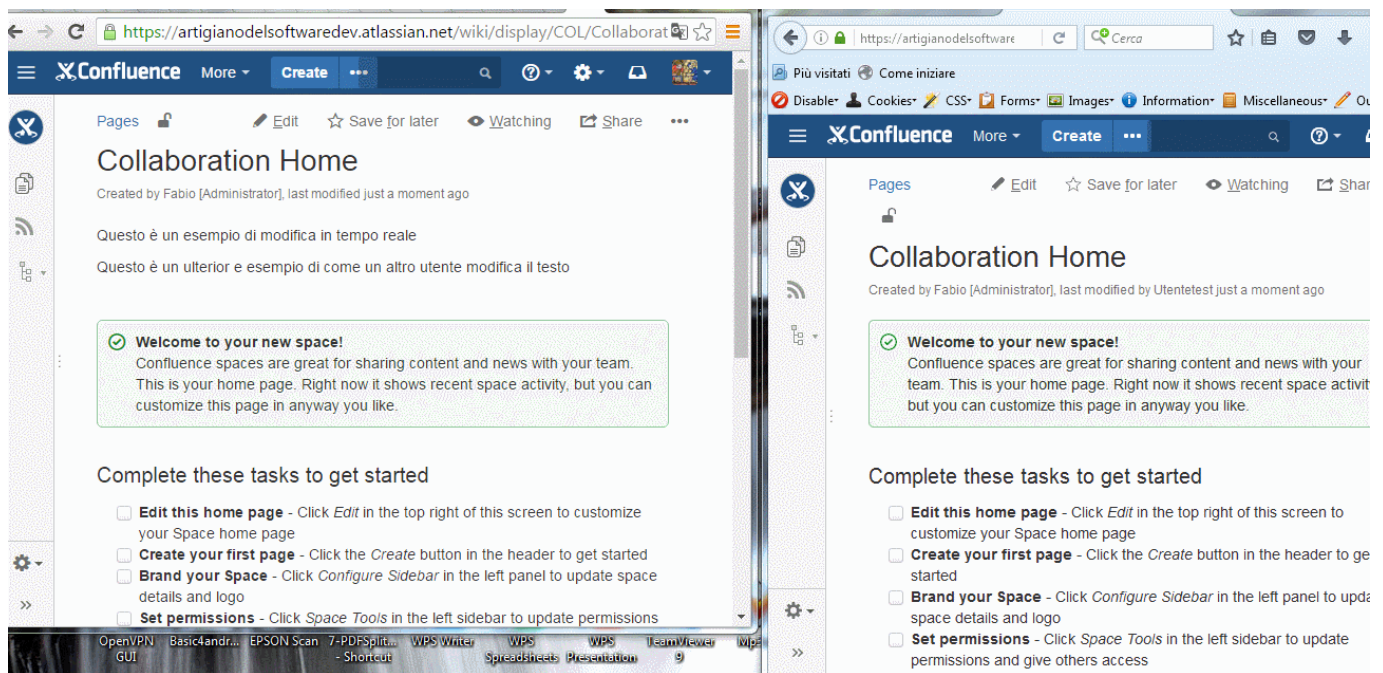 https://artigianodelsoftwaredev.atlassian.net/wiki/display/COL/Collaborat
Confluence More Create •••
Pages Edit Save for later Watching Share •••
Collaboration Home
Created by Fabio [Administrator], last modified just a moment ago
Questo è un esempio di modifica in tempo reale
Questo è un ulterior e esempio di come un altro utente modifica il testo
Welcome to your new space!
Confluence spaces are great for sharing content and news with your team.
This is your home page. Right now it shows recent space activity, but you can
customize this page in anyway you like.
Complete these tasks to get started
Edit this home page - Click Edit in the top right of this screen to customize
your Space home page
Create your first page - Click the Create button in the header to get started
Brand your Space - Click Configure Sidebar in the left panel to update space
details and logo
Set permissions - Click Space Tools in the left sidebar to update permissions
OpenVPN GUI
Basic4andr...
EPSON Scan
7-PDFSplit... - Shortcut
WPS Writer
WPS Spreadsheets
WPS Presentation
TeamViewer 9
https://artigianodelsoftware Cerca
Più visitati Come iniziare
Disable Cookies CSS Forms Images Information Miscellaneous Ou
Confluence More Create •••
Pages Edit Save for later Watching Shar
Collaboration Home
Created by Fabio [Administrator], last modified by Utentetest just a moment ago
Welcome to your new space!
Confluence spaces are great for sharing content and news with your
team. This is your home page. Right now it shows recent space activit
but you can customize this page in anyway you like.
Complete these tasks to get started
Edit this home page - Click Edit in the top right of this screen to
customize your Space home page
Create your first page - Click the Create button in the header to ge
started
Brand your Space - Click Configure Sidebar in the left panel to upda
space details and logo
Set permissions - Click Space Tools in the left sidebar to update
permissions and give others access